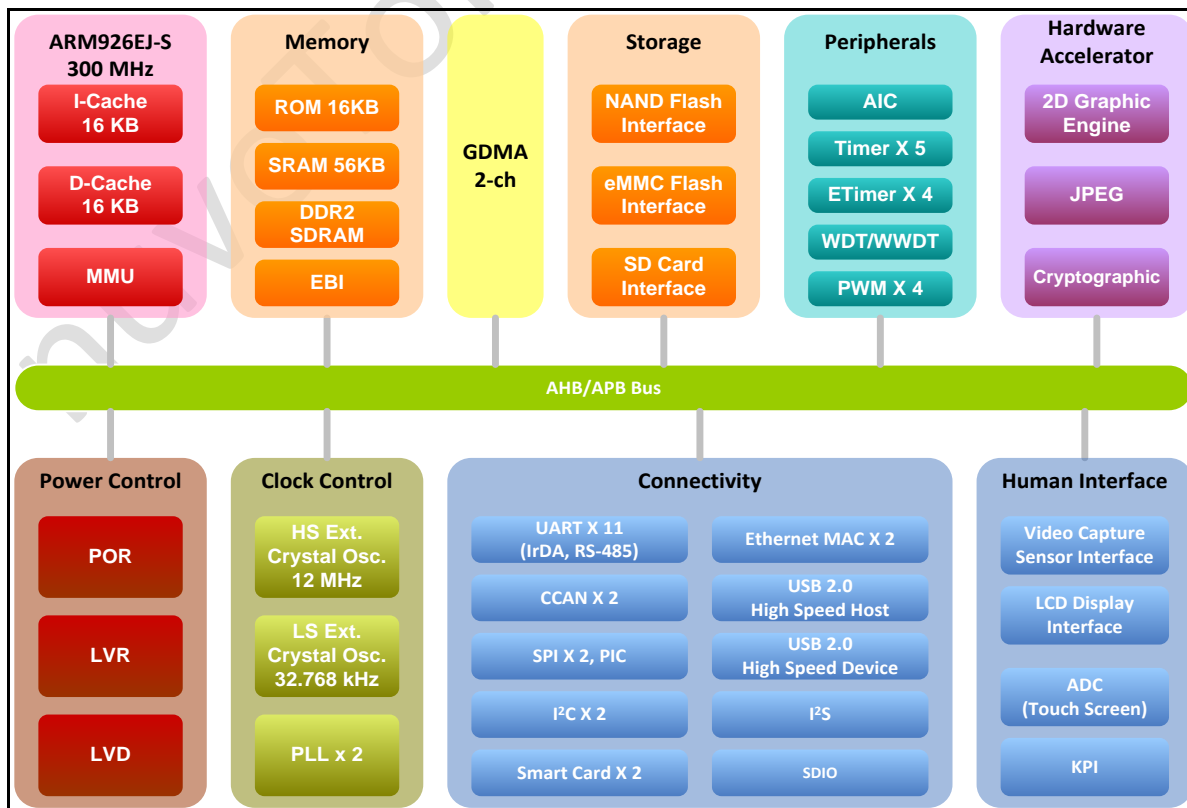 ARM926EJ-S
300 MHz
I-Cache
16 KB
D-Cache
16 KB
MMU
Memory
ROM 16KB
SRAM 56KB
DDR2
SDRAM
EBI
GDMA
2-ch
Storage
NAND Flash
Interface
eMMC Flash
Interface
SD Card
Interface
Peripherals
AIC
Timer X 5
ETimer X 4
WDT/WWDT
PWM X 4
Hardware
Accelerator
2D Graphic
Engine
JPEG
Cryptographic
AHB/APB Bus
Power Control
POR
LVR
LVD
Clock Control
HS Ext.
Crystal Osc.
12 MHz
LS Ext.
Crystal Osc.
32.768 kHz
PLL x 2
Connectivity
UART X 11
(IrDA, RS-485)
CCAN X 2
SPI X 2, PIC
I²C X 2
Smart Card X 2
Ethernet MAC X 2
USB 2.0
High Speed Host
USB 2.0
High Speed Device
I²S
SDIO
Human Interface
Video Capture
Sensor Interface
LCD Display
Interface
ADC
(Touch Screen)
KPI